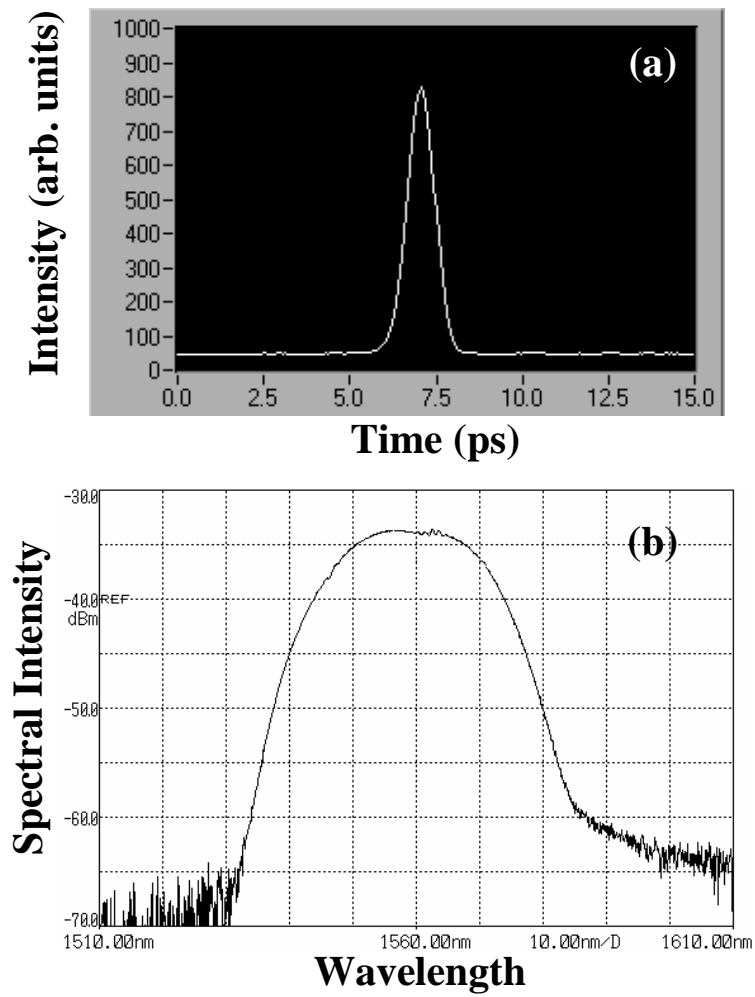 Intensity (arb. units)
1000
900
800
700
600
500
400
300
200
100
0
(a)
0.0 2.5 5.0 7.5 10.0 12.5 15.0
Time (ps)
Spectral Intensity
-30.0
(b)
-40.0 REF
dBm
-50.0
-60.0
-70.0
1510.00nm 1560.00nm 10.00nm/D 1610.00nm
Wavelength